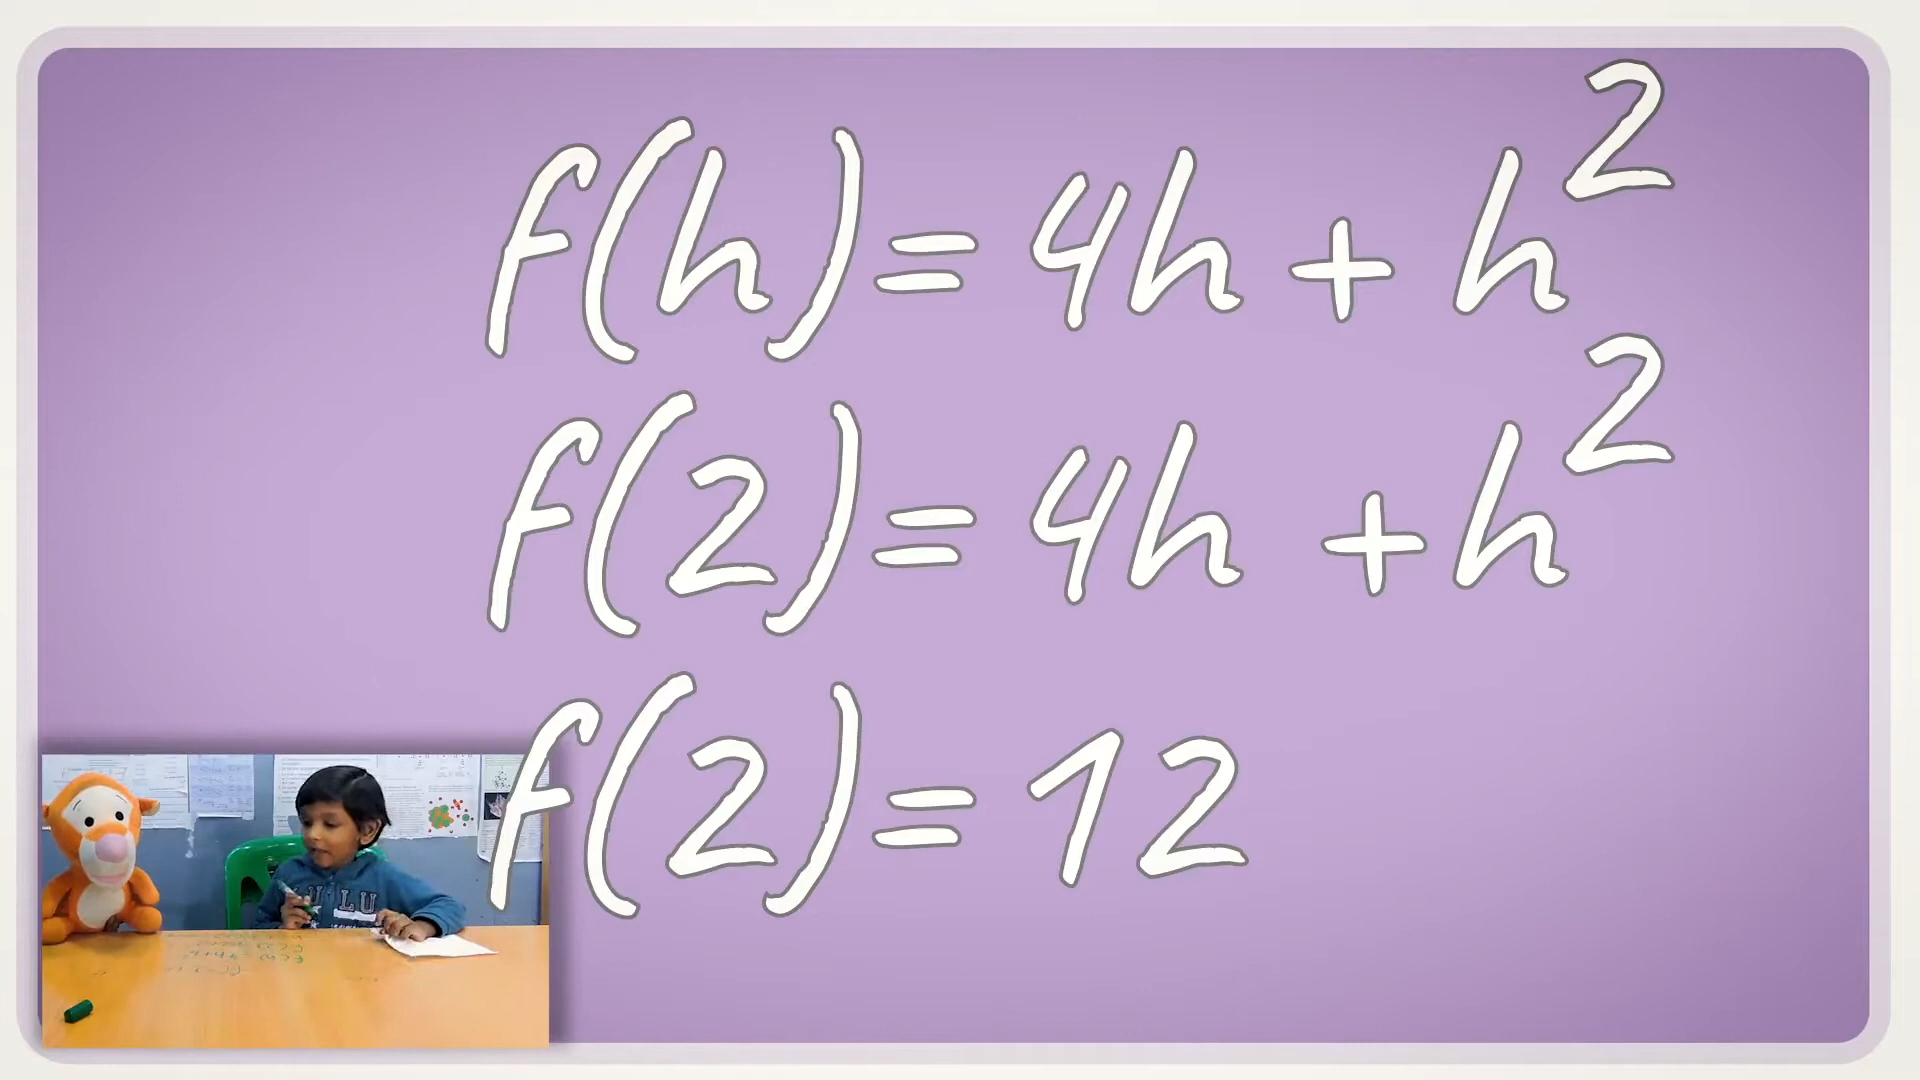 f(h) = 4h + h²
f(2) = 4h + h²
f(2) = 12